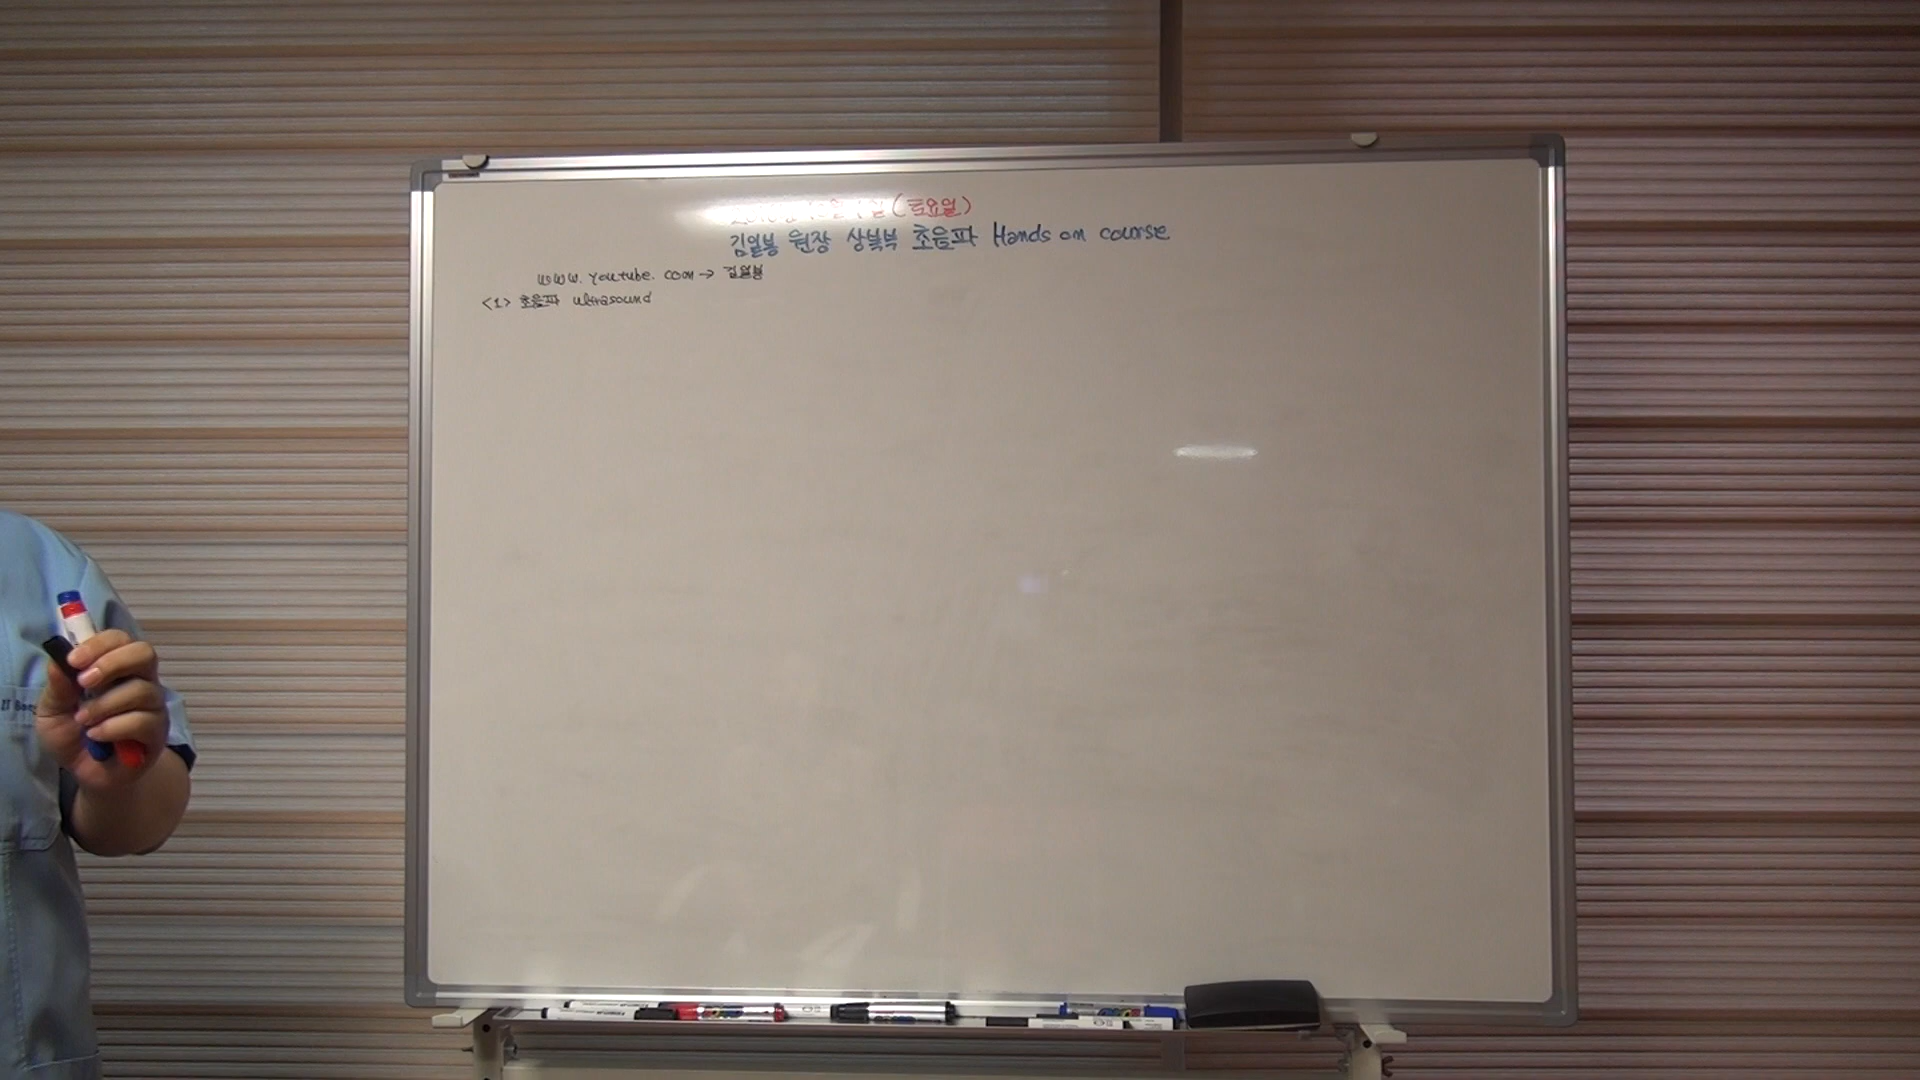 (토요일)
김일봉 원장 상복부 초음파 Hands on course
www.youtube.com → 김일봉
<1> 초음파 ultrasound